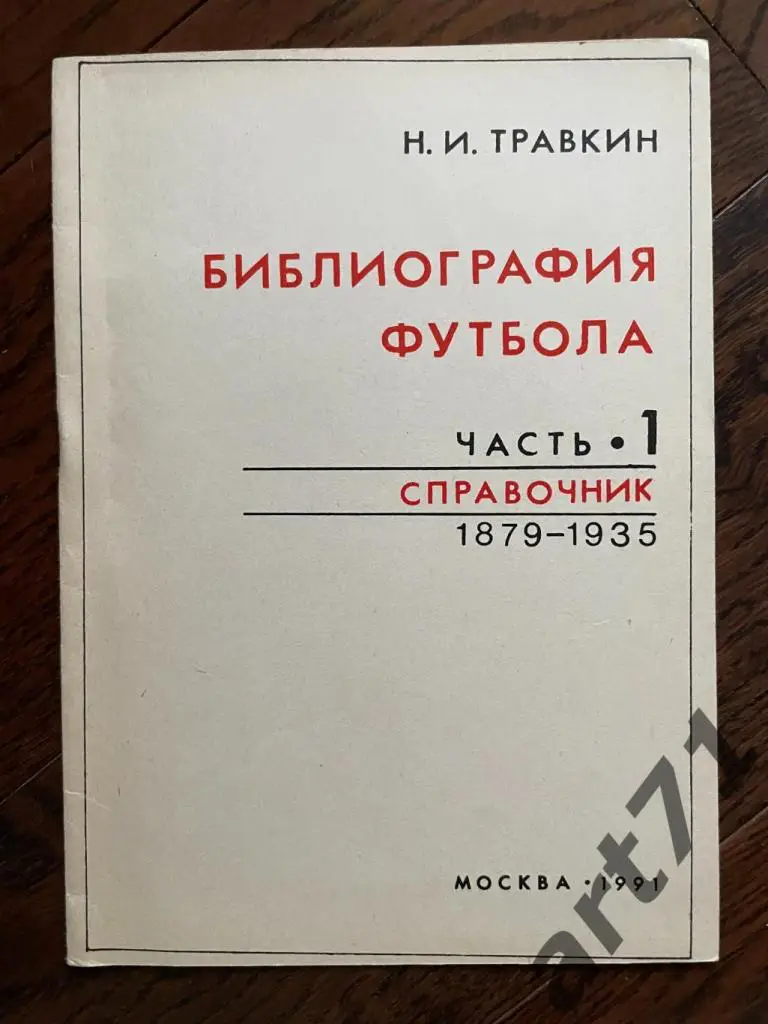 Н. И. ТРАВКИН
БИБЛИОГРАФИЯ
ФУТБОЛА
ЧАСТЬ • 1
СПРАВОЧНИК
1879–1935
МОСКВА • 1991
art71